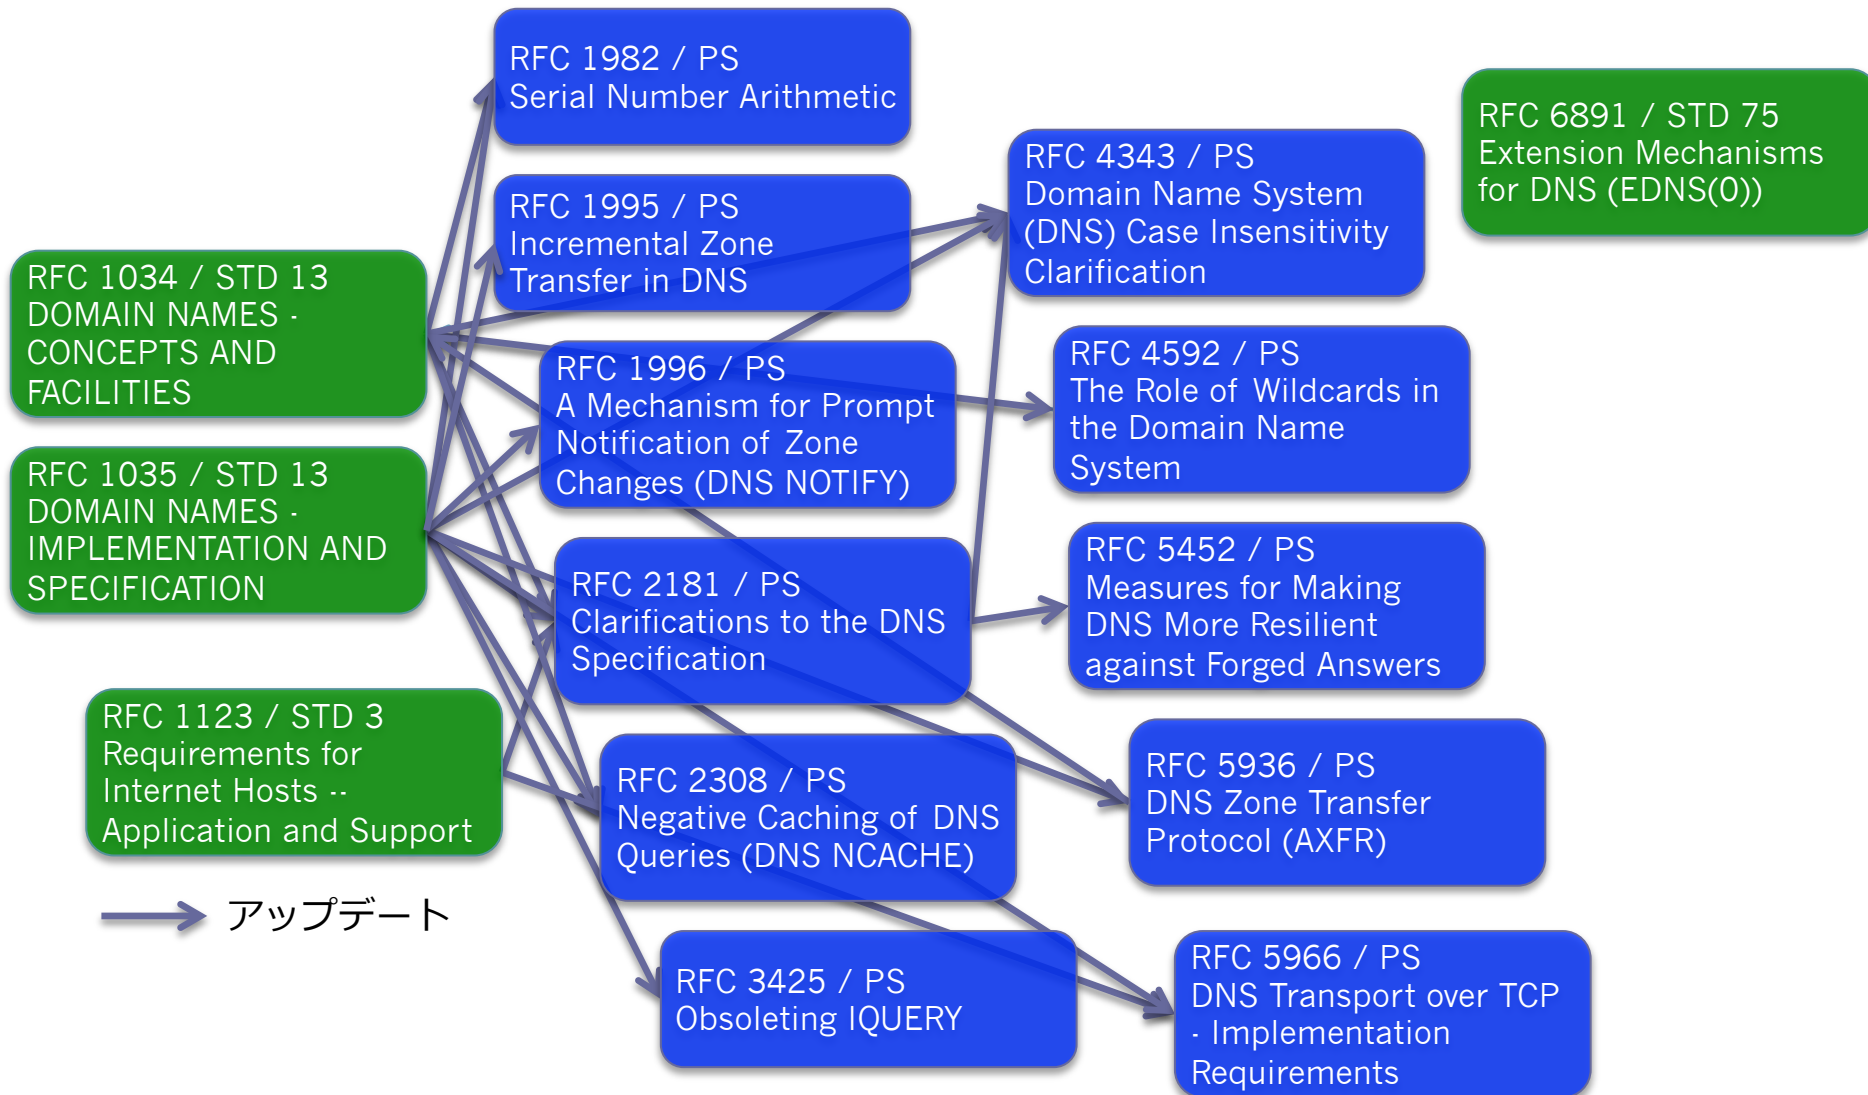 RFC 1982 / PS
Serial Number Arithmetic
RFC 1995 / PS
Incremental Zone
Transfer in DNS
RFC 1034 / STD 13
DOMAIN NAMES -
CONCEPTS AND
FACILITIES
RFC 1035 / STD 13
DOMAIN NAMES -
IMPLEMENTATION AND
SPECIFICATION
RFC 1123 / STD 3
Requirements for
Internet Hosts --
Application and Support
アップデート
RFC 1996 / PS
A Mechanism for Prompt
Notification of Zone
Changes (DNS NOTIFY)
RFC 2181 / PS
Clarifications to the DNS
Specification
RFC 2308 / PS
Negative Caching of DNS
Queries (DNS NCACHE)
RFC 3425 / PS
Obsoleting IQUERY
RFC 4343 / PS
Domain Name System
(DNS) Case Insensitivity
Clarification
RFC 4592 / PS
The Role of Wildcards in
the Domain Name
System
RFC 5452 / PS
Measures for Making
DNS More Resilient
against Forged Answers
RFC 5936 / PS
DNS Zone Transfer
Protocol (AXFR)
RFC 5966 / PS
DNS Transport over TCP
- Implementation
Requirements
RFC 6891 / STD 75
Extension Mechanisms
for DNS (EDNS(0))